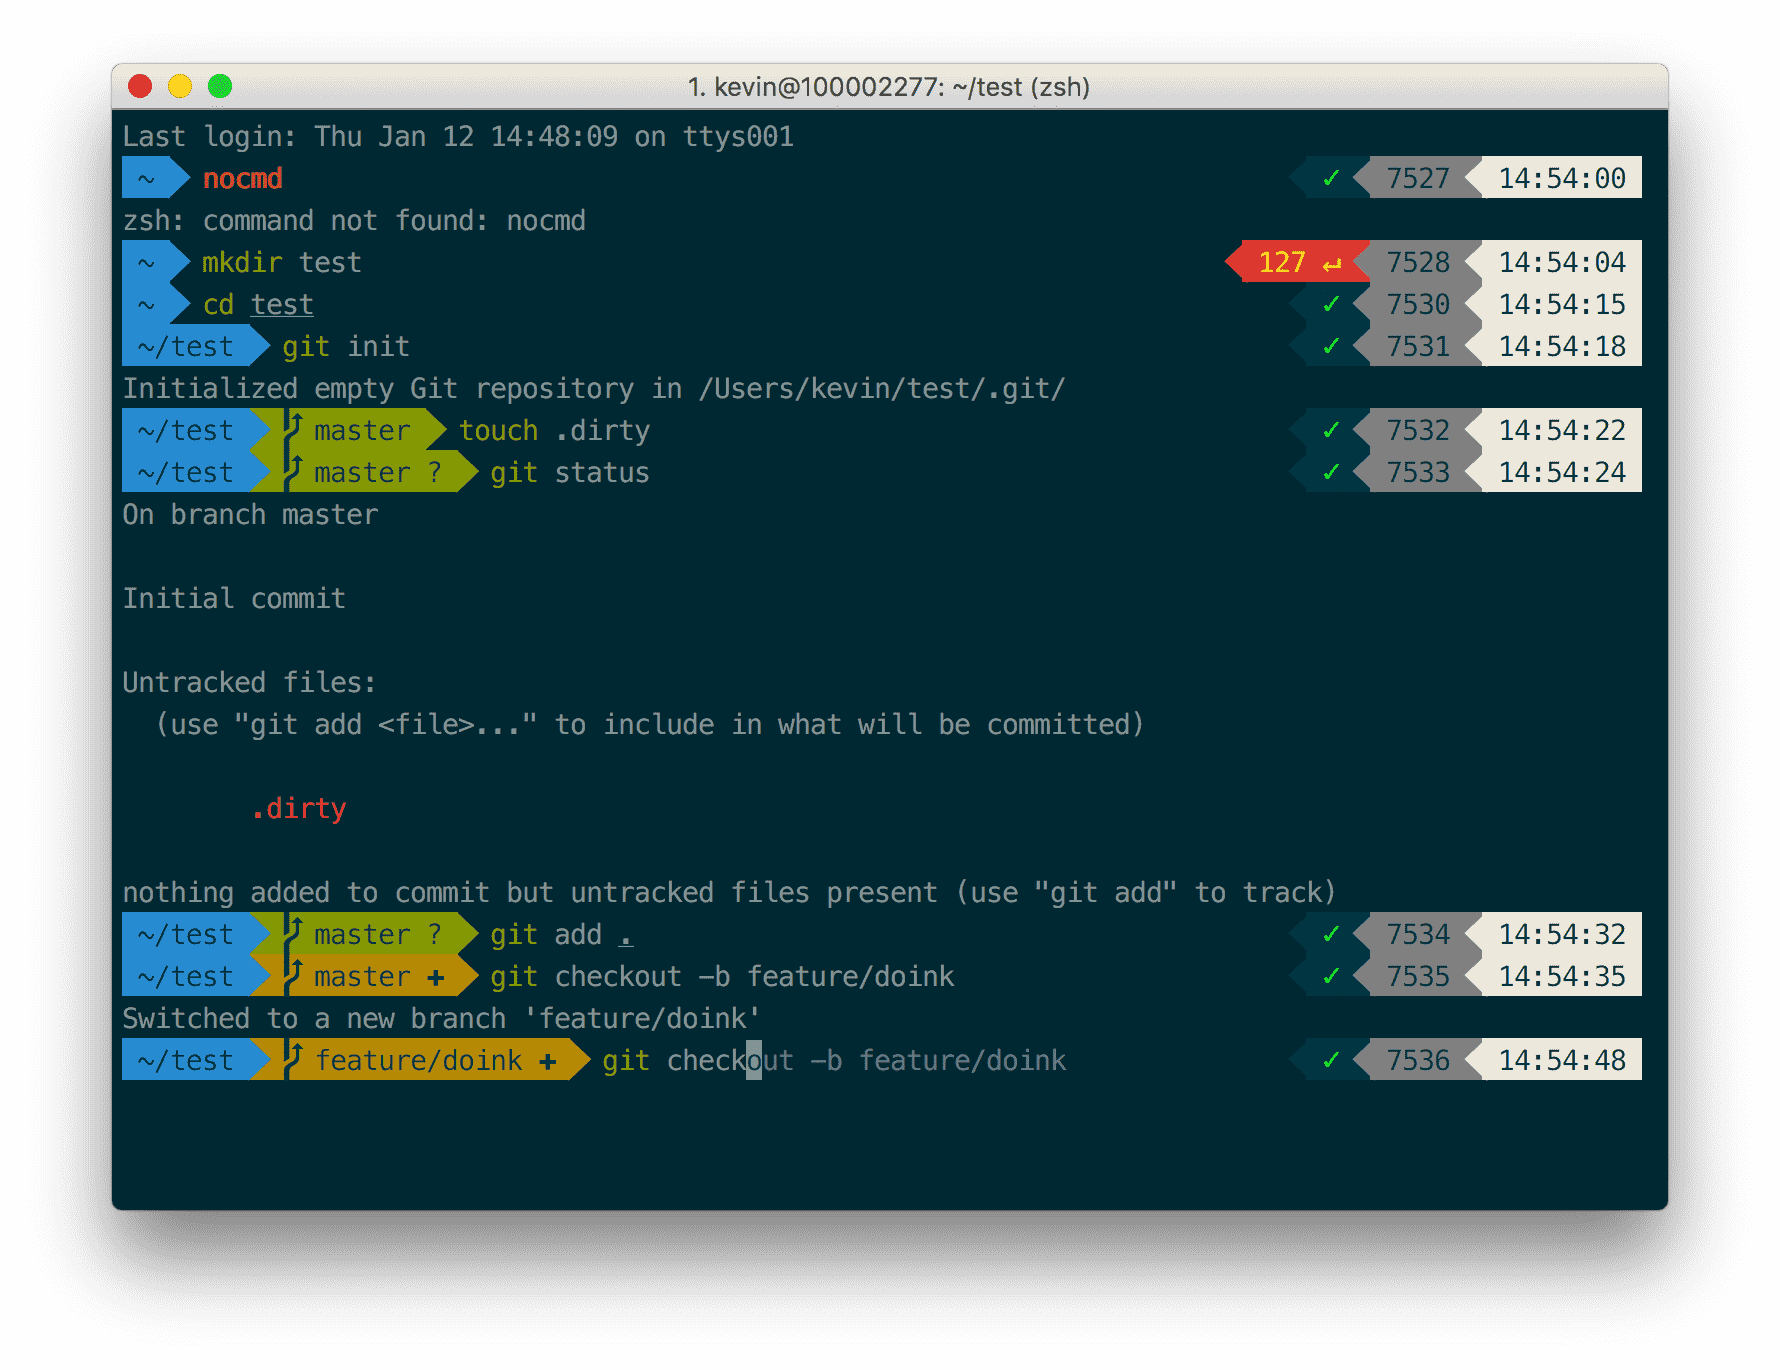 1. kevin@100002277: ~/test (zsh)
Last login: Thu Jan 12 14:48:09 on ttys001
~ nocmd ✓ 7527 14:54:00
zsh: command not found: nocmd
~ mkdir test 127 ↵ 7528 14:54:04
~ cd test ✓ 7530 14:54:15
~/test git init ✓ 7531 14:54:18
Initialized empty Git repository in /Users/kevin/test/.git/
~/test master touch .dirty ✓ 7532 14:54:22
~/test master ? git status ✓ 7533 14:54:24
On branch master
Initial commit
Untracked files:
(use "git add <file>..." to include in what will be committed)
.dirty
nothing added to commit but untracked files present (use "git add" to track)
~/test master ? git add . ✓ 7534 14:54:32
~/test master ✚ git checkout -b feature/doink ✓ 7535 14:54:35
Switched to a new branch 'feature/doink'
~/test feature/doink ✚ git checkout -b feature/doink ✓ 7536 14:54:48